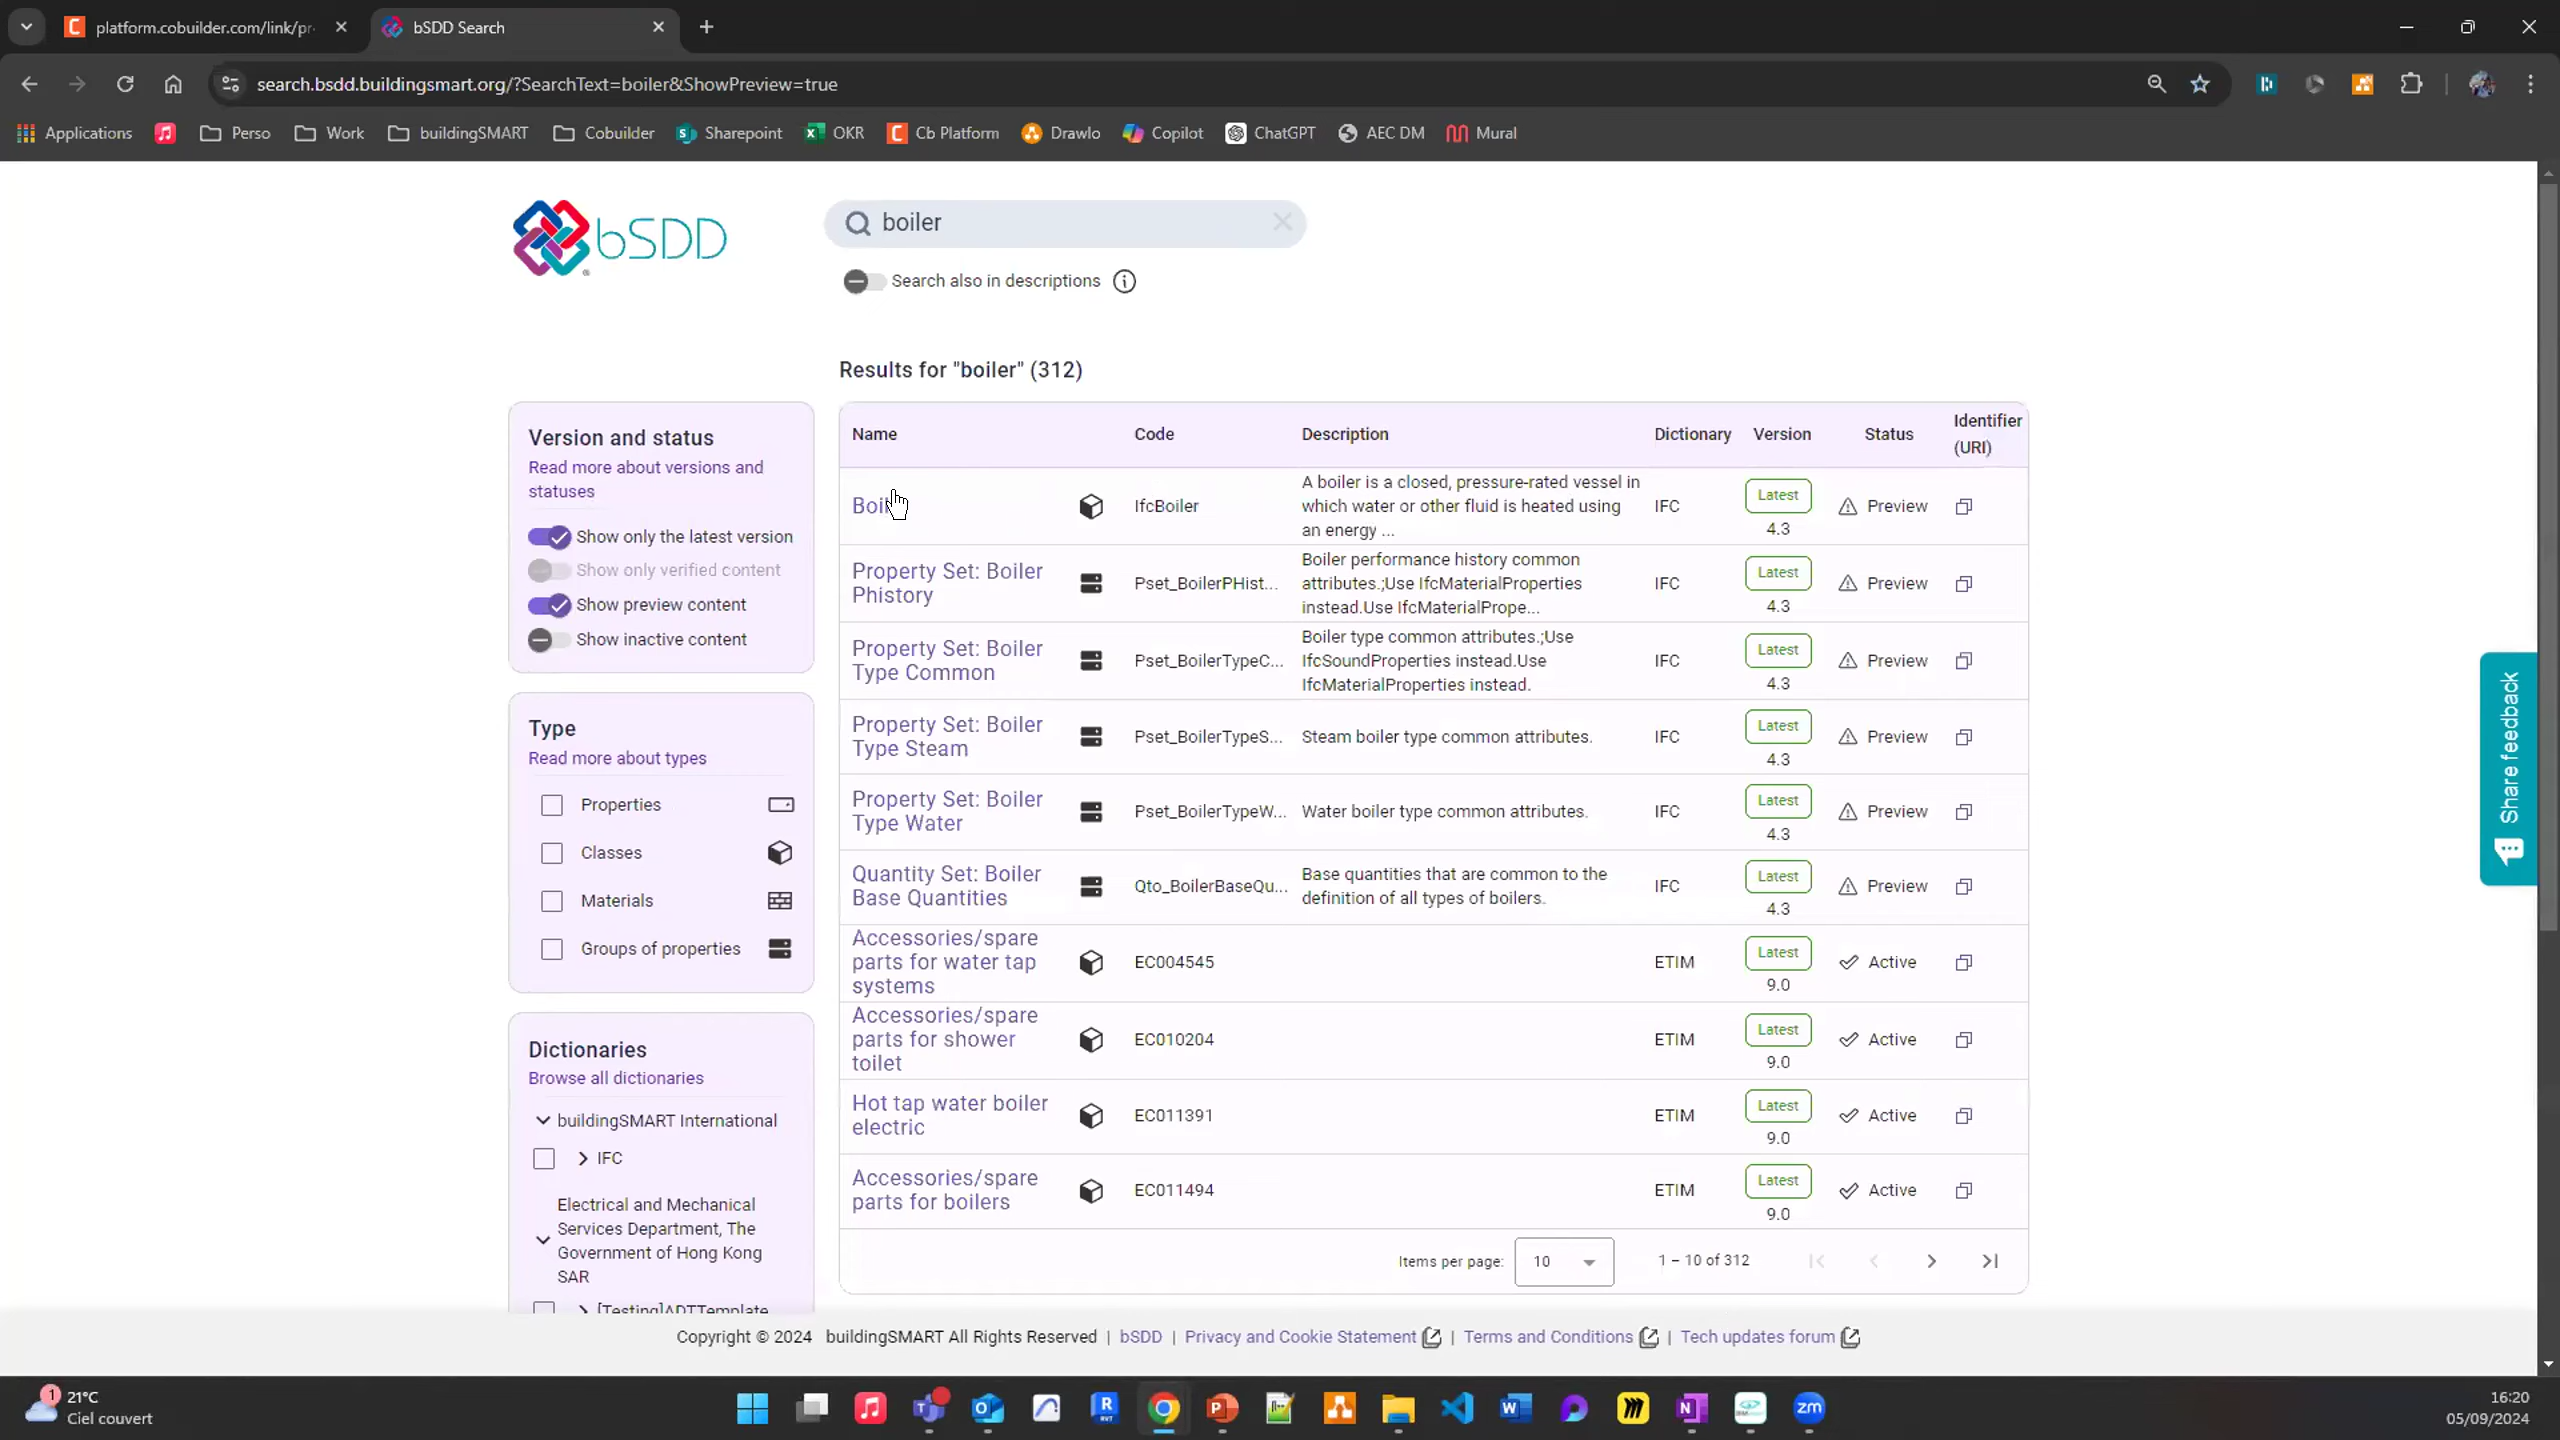 platform.cobuilder.com/link/pr
bSDD Search
search.bsdd.buildingsmart.org/?SearchText=boiler&ShowPreview=true
Applications
Perso
Work
buildingSMART
Cobuilder
Sharepoint
OKR
Cb Platform
Drawlo
Copilot
ChatGPT
AEC DM
Mural
bSDD
boiler
Search also in descriptions
Results for "boiler" (312)
Version and status
Read more about versions and
statuses
Show only the latest version
Show only verified content
Show preview content
Show inactive content
Type
Read more about types
Properties
Classes
Materials
Groups of properties
Dictionaries
Browse all dictionaries
buildingSMART International
IFC
Electrical and Mechanical
Services Department, The
Government of Hong Kong
SAR
[Testing]ADTTemplate
Name Code Description Dictionary Version Status Identifier
(URI)
IfcBoiler
A boiler is a closed, pressure-rated vessel in
which water or other fluid is heated using
an energy ...
IFC
Latest
4.3
Preview
Property Set: Boiler
Phistory
Pset_BoilerPHist...
Boiler performance history common
attributes.;Use IfcMaterialProperties
instead.Use IfcMaterialPrope...
IFC
Latest
4.3
Preview
Property Set: Boiler
Type Common
Pset_BoilerTypeC...
Boiler type common attributes.;Use
IfcSoundProperties instead.Use
IfcMaterialProperties instead.
IFC
Latest
4.3
Preview
Property Set: Boiler
Type Steam
Pset_BoilerTypeS...
Steam boiler type common attributes.
IFC
Latest
4.3
Preview
Property Set: Boiler
Type Water
Pset_BoilerTypeW...
Water boiler type common attributes.
IFC
Latest
4.3
Preview
Quantity Set: Boiler
Base Quantities
Qto_BoilerBaseQu...
Base quantities that are common to the
definition of all types of boilers.
IFC
Latest
4.3
Preview
Accessories/spare
parts for water tap
systems
EC004545
ETIM
Latest
9.0
Active
Accessories/spare
parts for shower
toilet
EC010204
ETIM
Latest
9.0
Active
Hot tap water boiler
electric
EC011391
ETIM
Latest
9.0
Active
Accessories/spare
parts for boilers
EC011494
ETIM
Latest
9.0
Active
Items per page: 10 1 – 10 of 312
Share feedback
Copyright © 2024 buildingSMART All Rights Reserved | bSDD | Privacy and Cookie Statement | Terms and Conditions | Tech updates forum
1
21°C
Ciel couvert
zm
16:20
05/09/2024